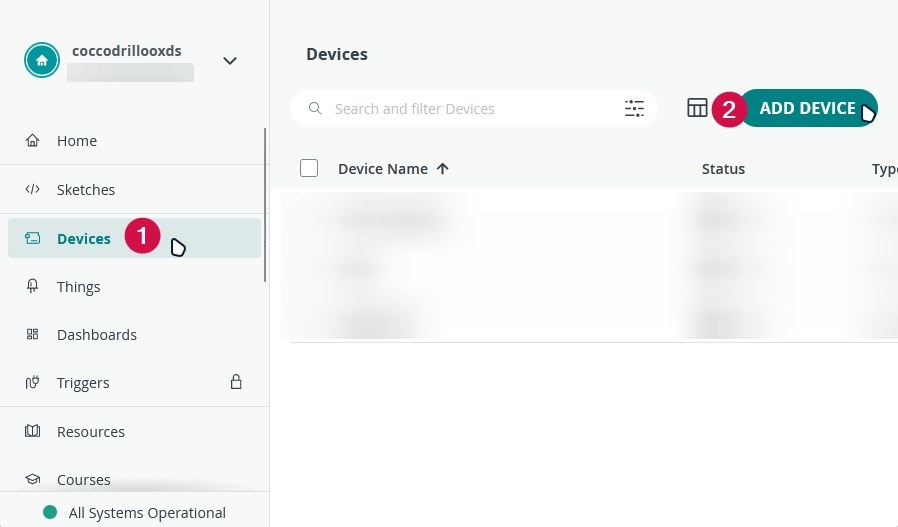 coccodrillooxds
Home
Sketches
Devices 1
Things
Dashboards
Triggers
Resources
Courses
All Systems Operational
Devices
Search and filter Devices
2 ADD DEVICE
Device Name Status Type